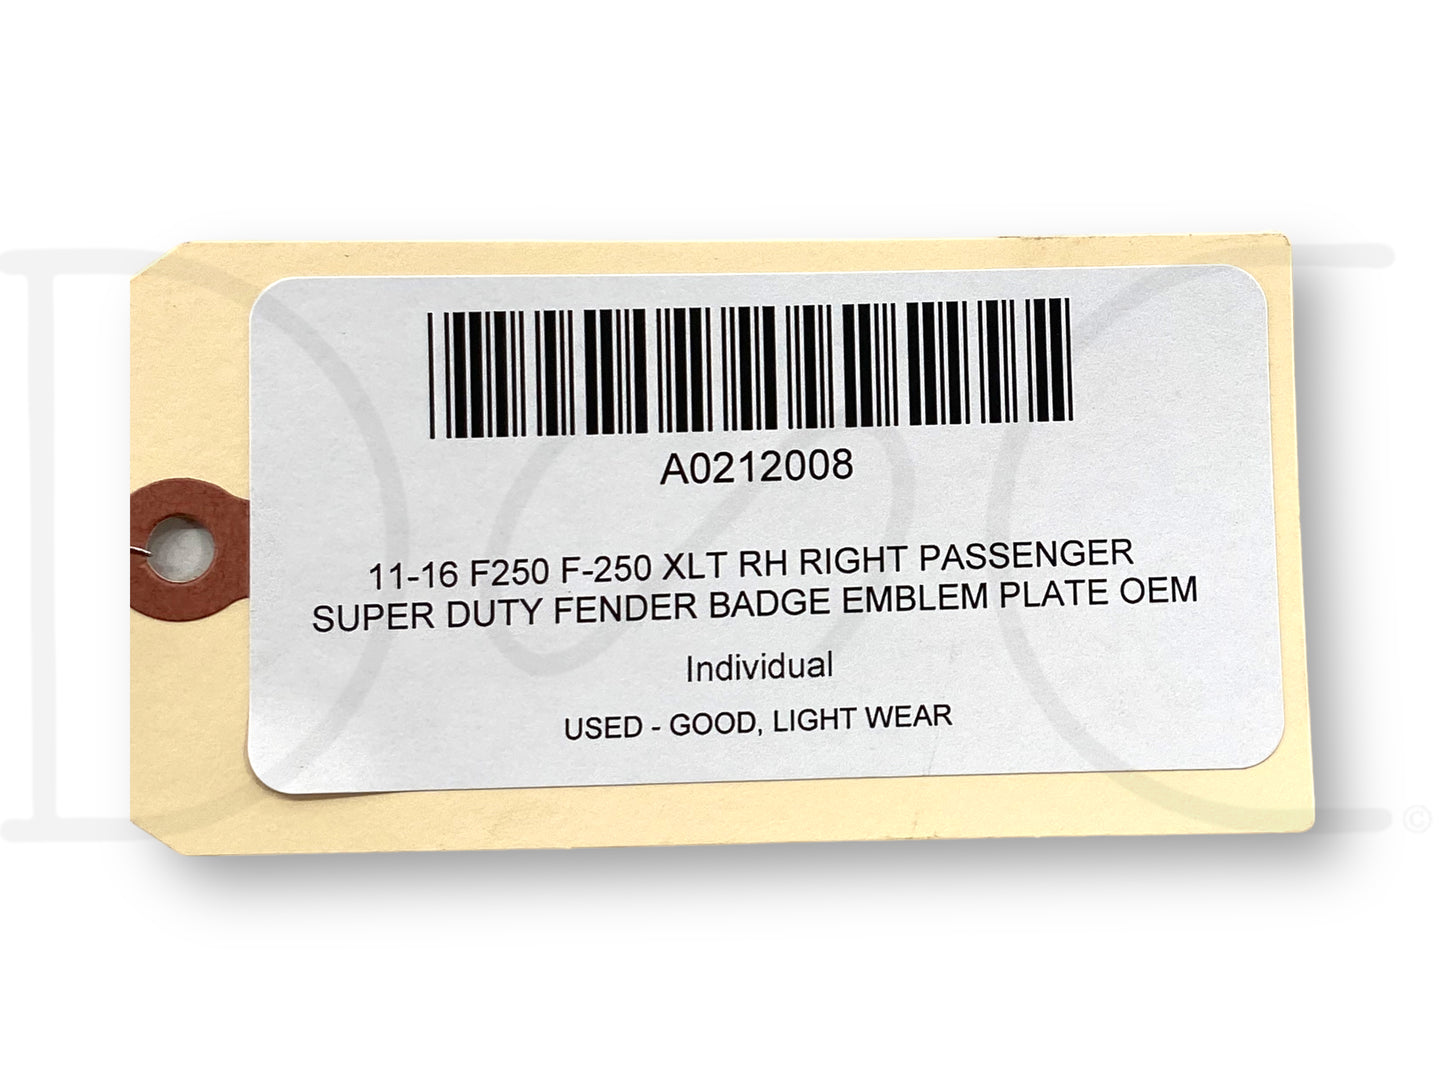 A0212008
11-16 F250 F-250 XLT RH RIGHT PASSENGER
SUPER DUTY FENDER BADGE EMBLEM PLATE OEM
Individual
USED - GOOD, LIGHT WEAR
©